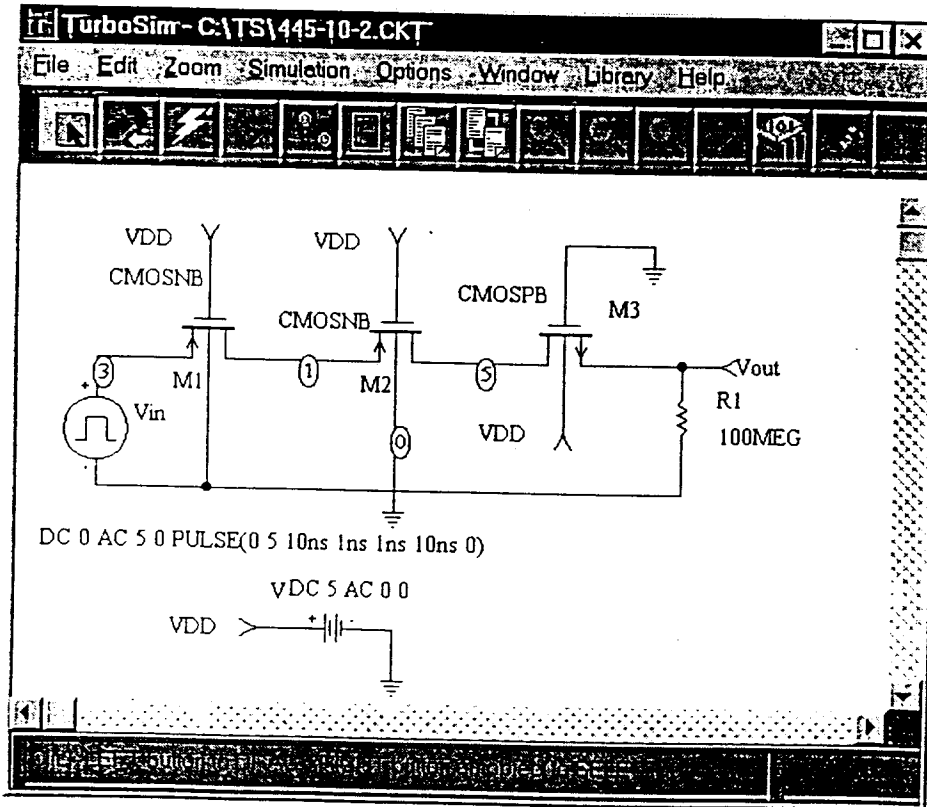 TurboSim - C:\TS\445-10-2.CKT
File Edit Zoom Simulation Options Window Library Help
VDD VDD
CMOSNB
CMOSPB
M3
CMOSNB
3 M1 1 M2 5 Vout
+ Vin R1
VDD
0 100MEG
-
DC 0 AC 5 0 PULSE(0 5 10ns 1ns 1ns 10ns 0)
VDC 5 AC 0 0
VDD + -